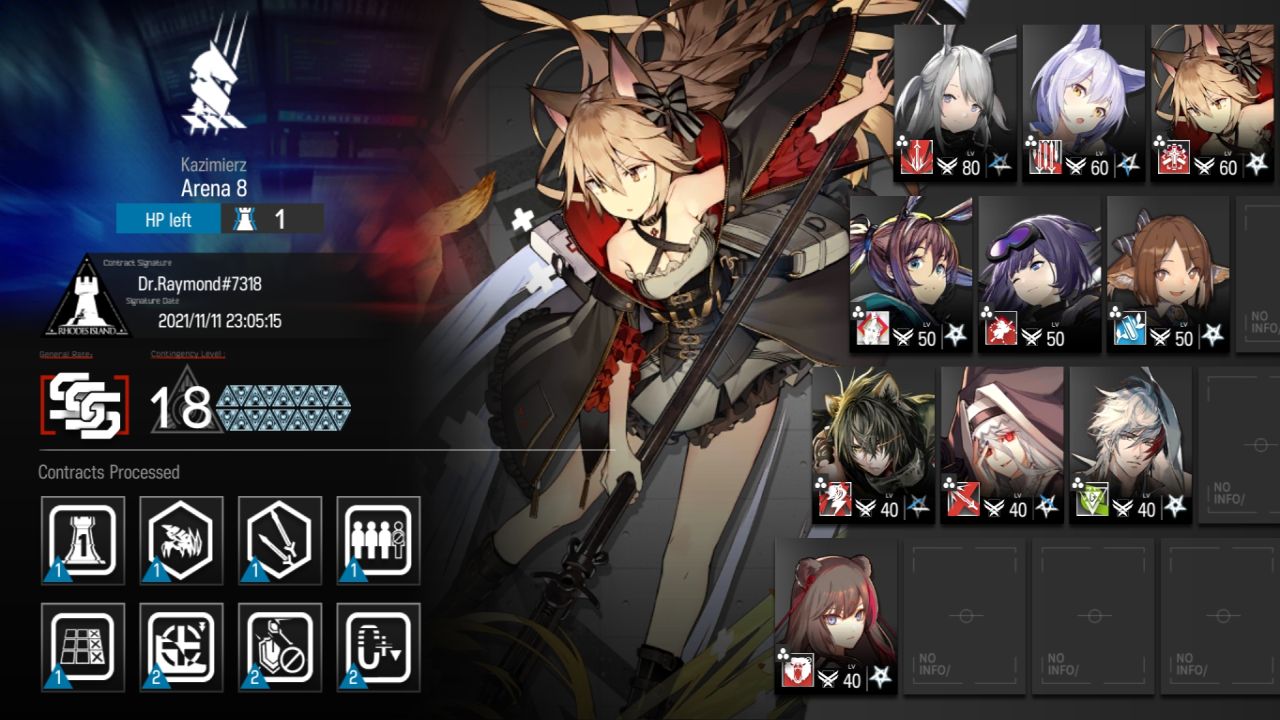 Kazimierz
Arena 8
HP left 1
Contract Signature
Dr.Raymond#7318
Signature Date
2021/11/11 23:05:15
RHODES ISLAND
General Rate:
Contingency Level:
SSS
18
Contracts Processed
1
1
1
1
1
1
2
2
2
LV
80
LV
60
LV
60
LV
50
LV
50
LV
50
NO
INFO/
LV
40
LV
40
LV
40
NO
INFO/
LV
40
NO
INFO/
NO
INFO/
NO
INFO/